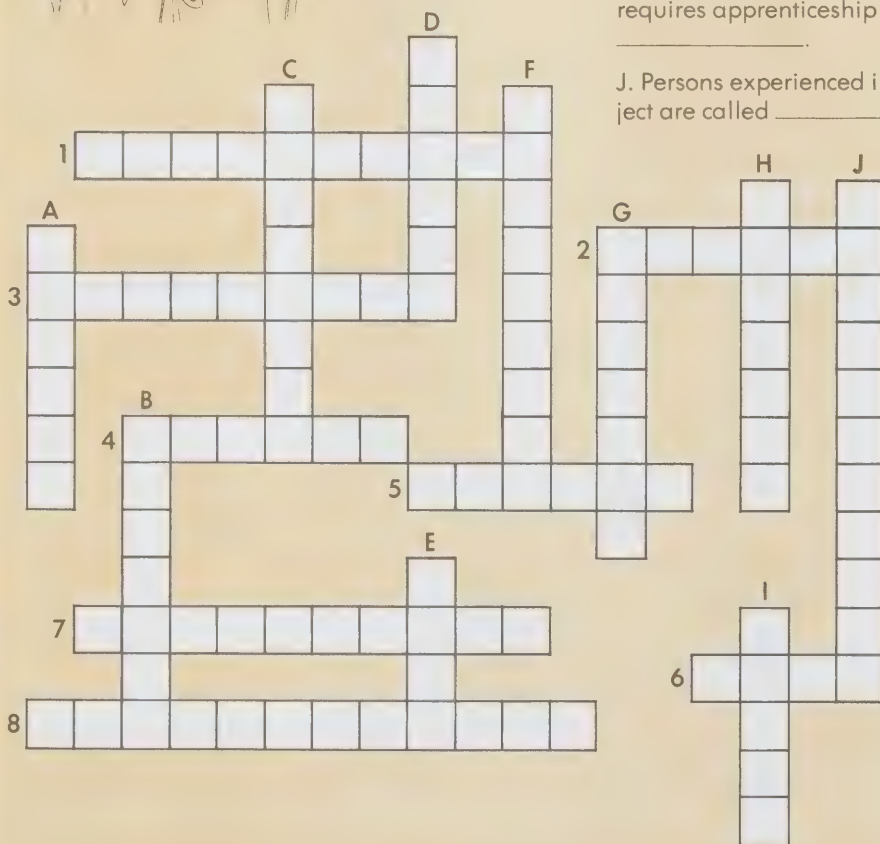 requires apprenticeship
.
J. Persons experienced i
ject are called
D
C
F
1
H
J
A
G
2
3
B
4
5
E
7
I
6
8